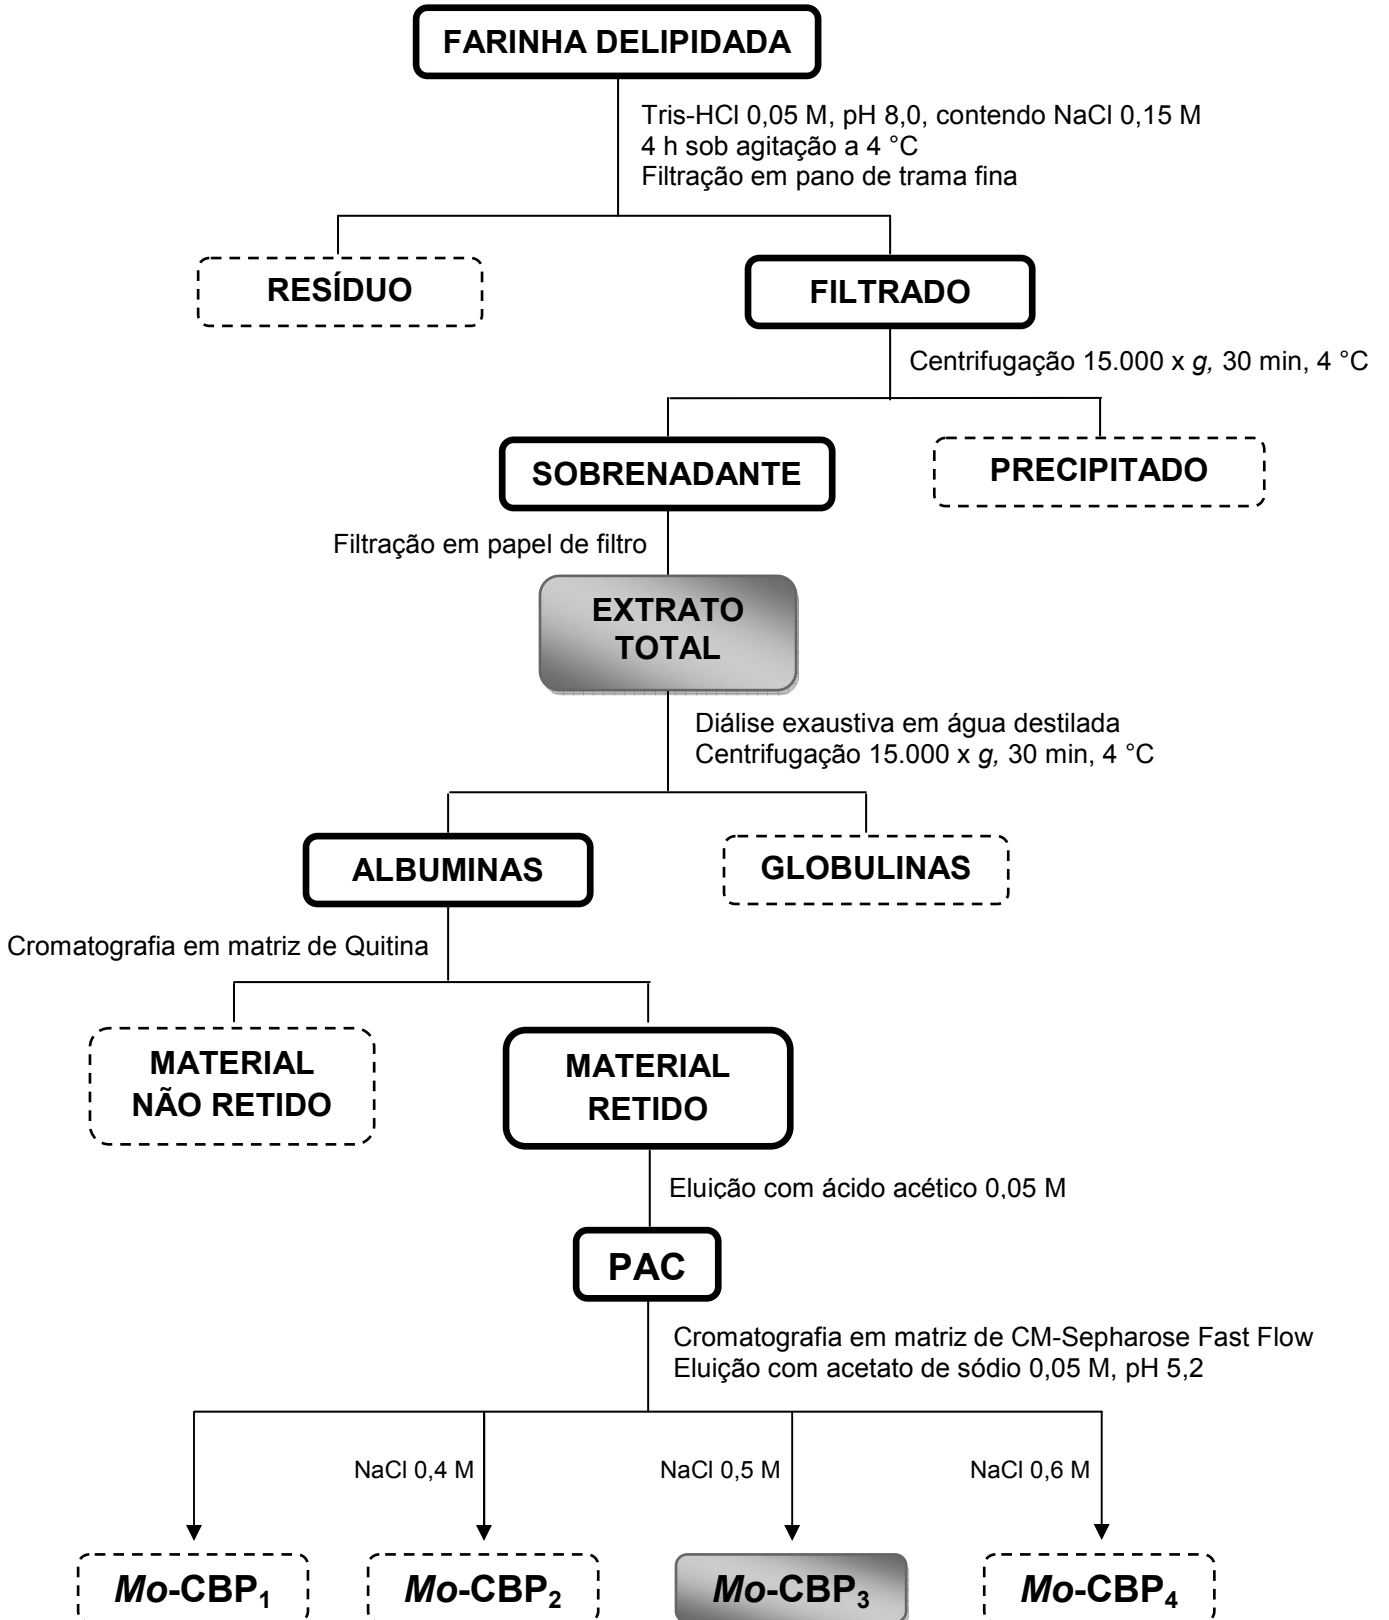 FARINHA DELIPIDADA
Tris-HCl 0,05 M, pH 8,0, contendo NaCl 0,15 M
4 h sob agitação a 4 °C
Filtração em pano de trama fina
RESÍDUO
FILTRADO
Centrifugação 15.000 x g, 30 min, 4 °C
SOBRENADANTE
PRECIPITADO
Filtração em papel de filtro
EXTRATO
TOTAL
Diálise exaustiva em água destilada
Centrifugação 15.000 x g, 30 min, 4 °C
ALBUMINAS
GLOBULINAS
Cromatografia em matriz de Quitina
MATERIAL
NÃO RETIDO
MATERIAL
RETIDO
Eluição com ácido acético 0,05 M
PAC
Cromatografia em matriz de CM-Sepharose Fast Flow
Eluição com acetato de sódio 0,05 M, pH 5,2
NaCl 0,4 M
NaCl 0,5 M
NaCl 0,6 M
Mo-CBP₁
Mo-CBP₂
Mo-CBP₃
Mo-CBP₄